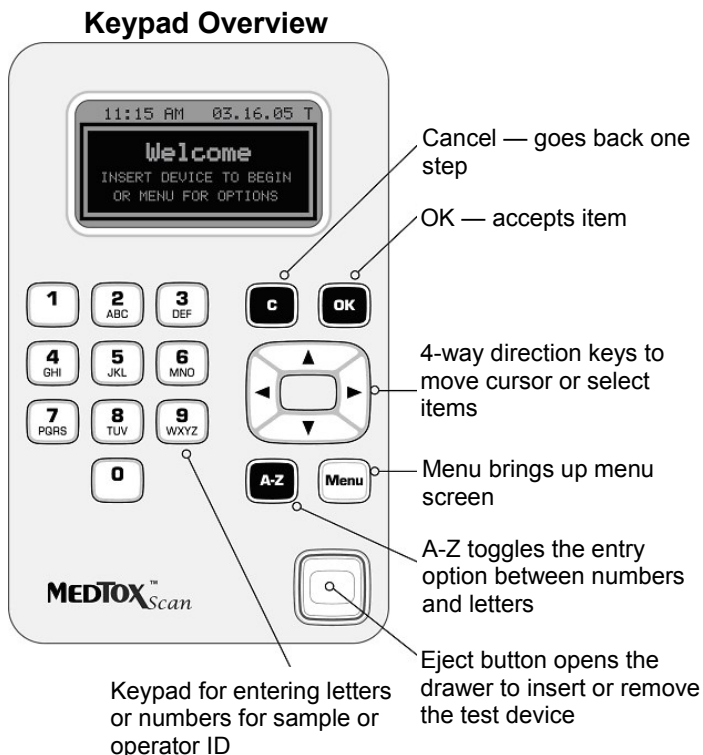 Keypad Overview
11:15 AM 03.16.05 T
Welcome
INSERT DEVICE TO BEGIN
OR MENU FOR OPTIONS
Cancel — goes back one
step
OK — accepts item
C
OK
1
2
ABC
3
DEF
4
GHI
5
JKL
6
MNO
7
PQRS
8
TUV
9
WXYZ
0
4-way direction keys to
move cursor or select
items
A-Z
Menu
Menu brings up menu
screen
A-Z toggles the entry
option between numbers
and letters
MEDTOX™ Scan
Eject button opens the
drawer to insert or remove
the test device
Keypad for entering letters
or numbers for sample or
operator ID